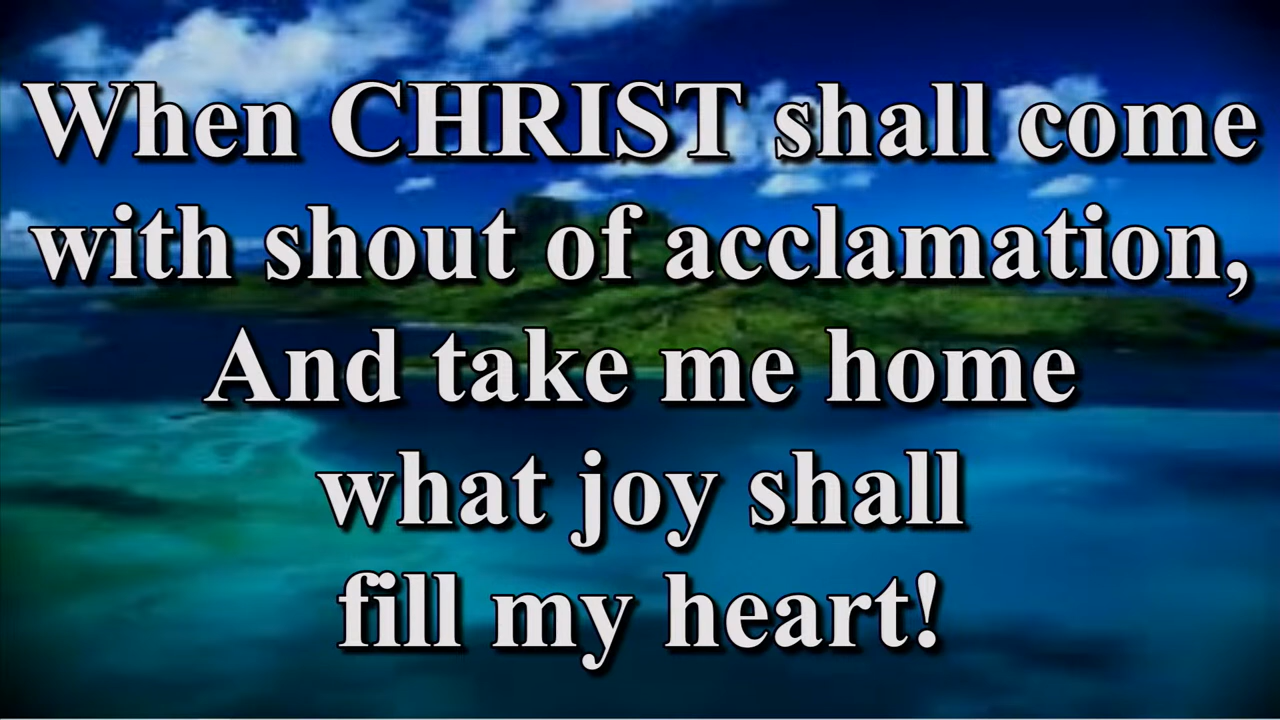 When CHRIST shall come
with shout of acclamation,
And take me home
what joy shall
fill my heart!